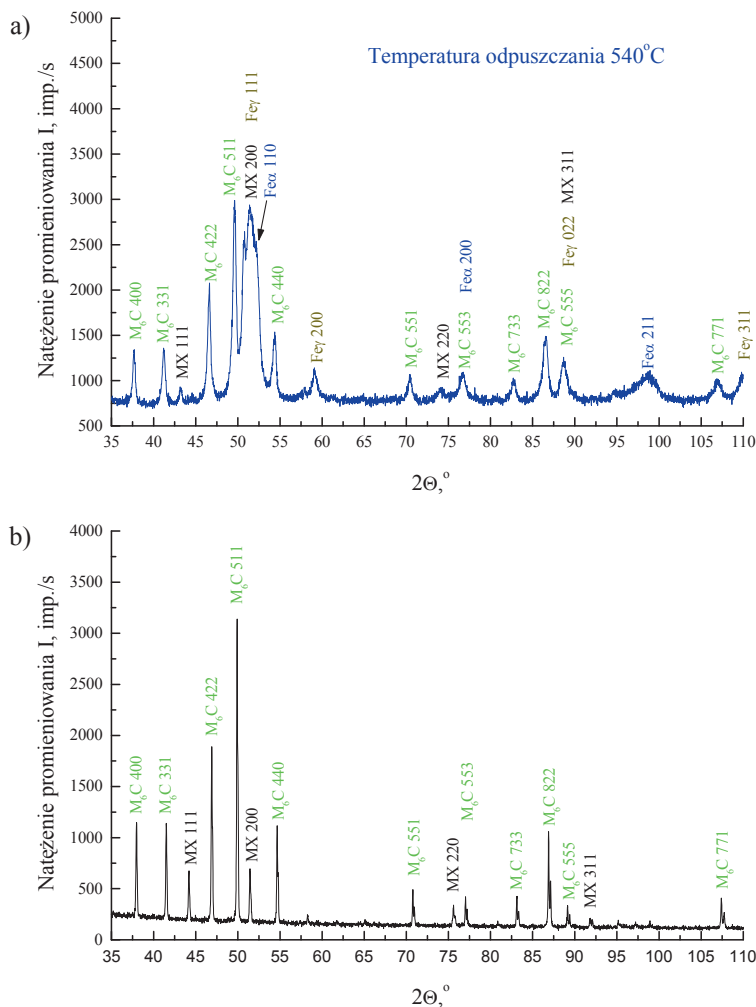 a)
Temperatura odpuszczania 540°C
Natężenie promieniowania I, imp./s
5000
4500
4000
3500
3000
2500
2000
1500
1000
500
M₆C 400
M₆C 331
MX 111
M₆C 422
M₆C 511
MX 200
Feγ 111
Feα 110
M₆C 440
Feγ 200
M₆C 551
MX 220
M₆C 553
Feα 200
M₆C 733
M₆C 822
M₆C 555
Feγ 022
MX 311
Feα 211
M₆C 771
Feγ 311
35 40 45 50 55 60 65 70 75 80 85 90 95 100 105 110
2Θ,°
b)
Natężenie promieniowania I, imp./s
4000
3500
3000
2500
2000
1500
1000
500
0
M₆C 400
M₆C 331
MX 111
M₆C 422
M₆C 511
MX 200
M₆C 440
M₆C 551
MX 220
M₆C 553
M₆C 733
M₆C 822
M₆C 555
MX 311
M₆C 771
35 40 45 50 55 60 65 70 75 80 85 90 95 100 105 110
2Θ,°